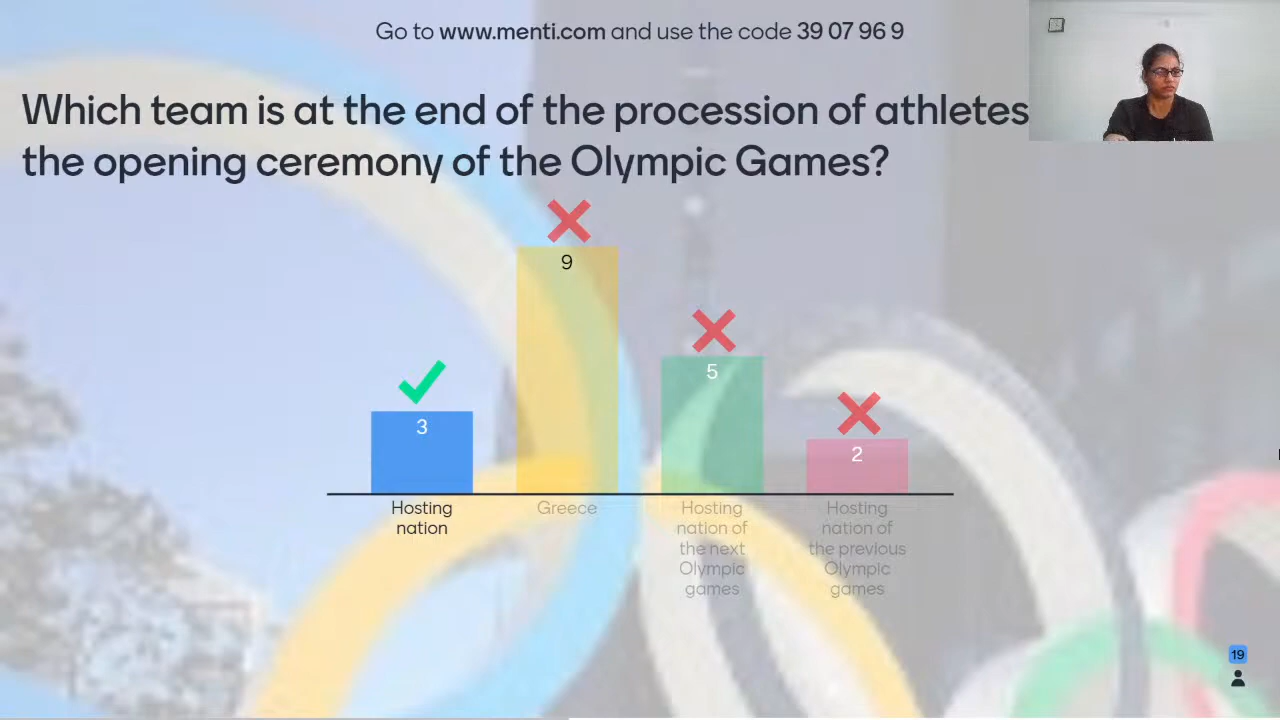 Go to www.menti.com and use the code 39 07 96 9
Which team is at the end of the procession of athletes
the opening ceremony of the Olympic Games?
9
5
3
2
Hosting
nation
Greece
Hosting
nation of
the next
Olympic
games
Hosting
nation of
the previous
Olympic
games
19